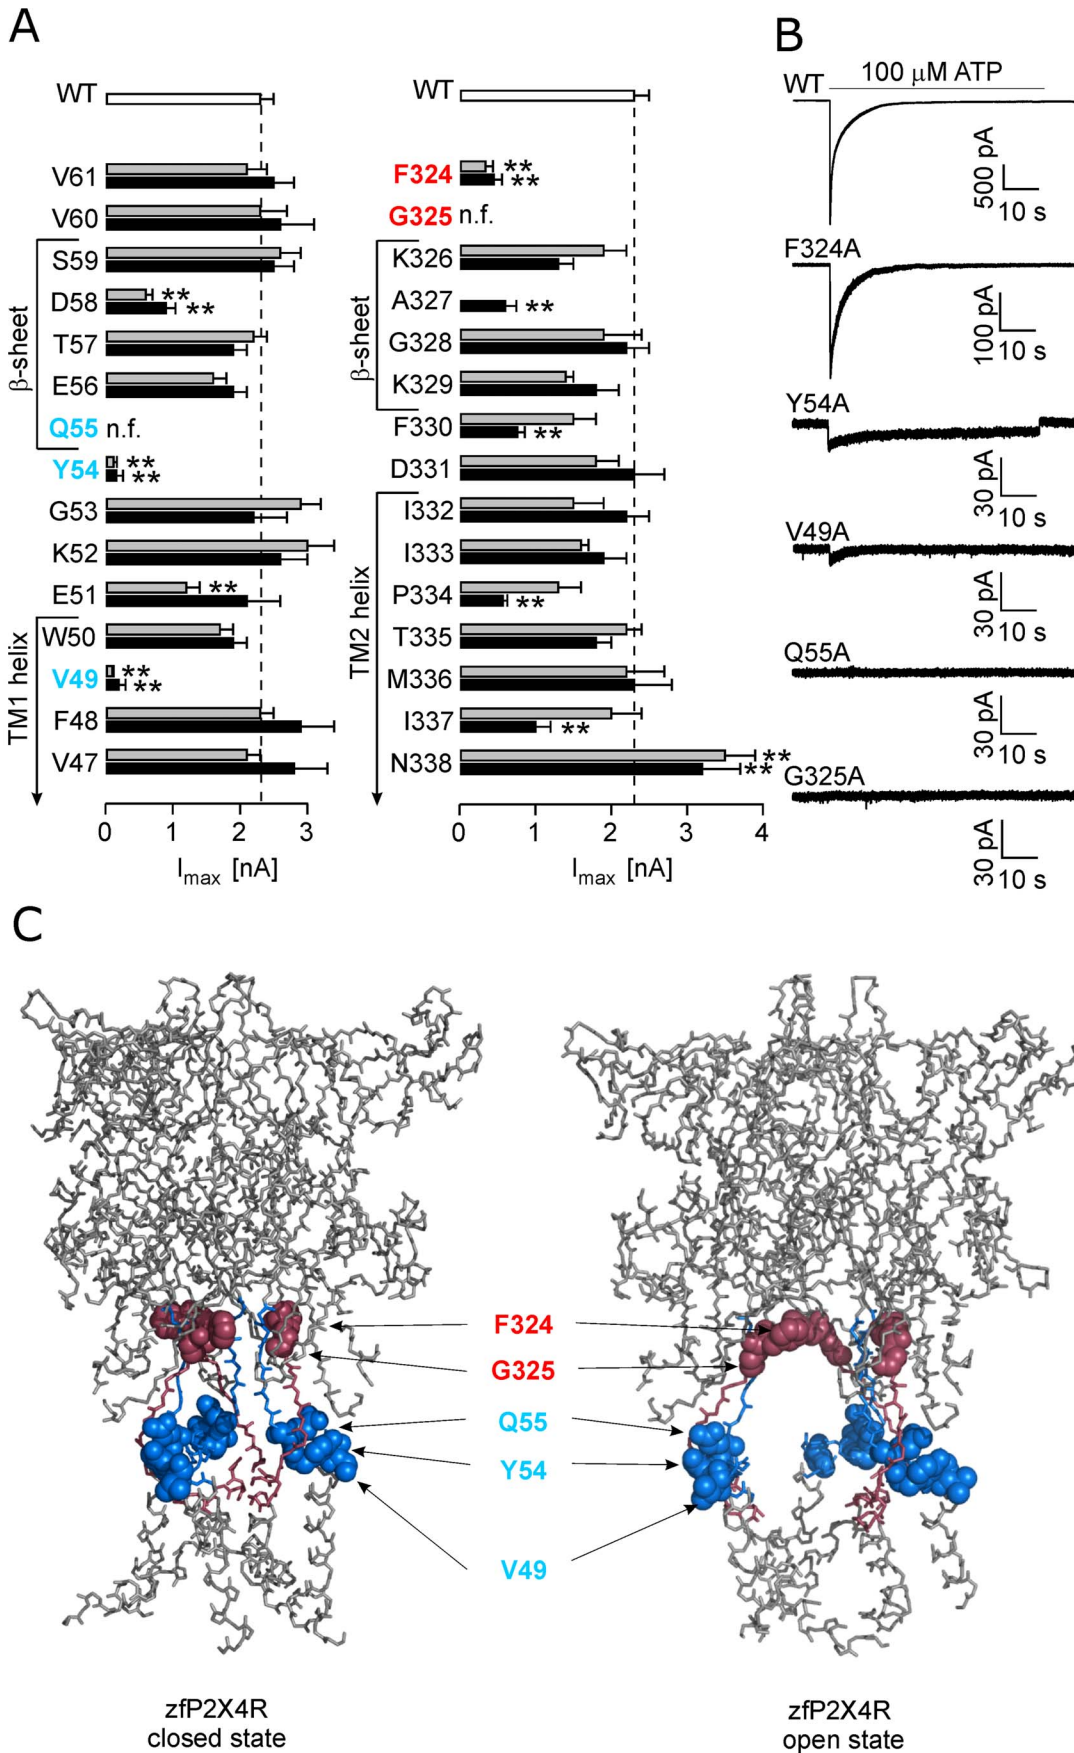 A
WT
V61
V60
S59
D58
**
**
T57
E56
Q55 n.f.
Y54
**
**
G53
K52
E51
**
W50
V49
**
**
F48
V47
β-sheet
TM1 helix
0 1 2 3
Imax [nA]
WT
F324
**
**
G325 n.f.
K326
A327
**
G328
K329
F330
**
D331
I332
I333
P334
**
T335
M336
I337
**
N338
**
**
β-sheet
TM2 helix
0 1 2 3 4
Imax [nA]
B
100 µM ATP
WT
500 pA
10 s
F324A
100 pA
10 s
Y54A
30 pA
10 s
V49A
30 pA
10 s
Q55A
30 pA
10 s
G325A
30 pA
10 s
C
F324
G325
Q55
Y54
V49
zfP2X4R
closed state
zfP2X4R
open state